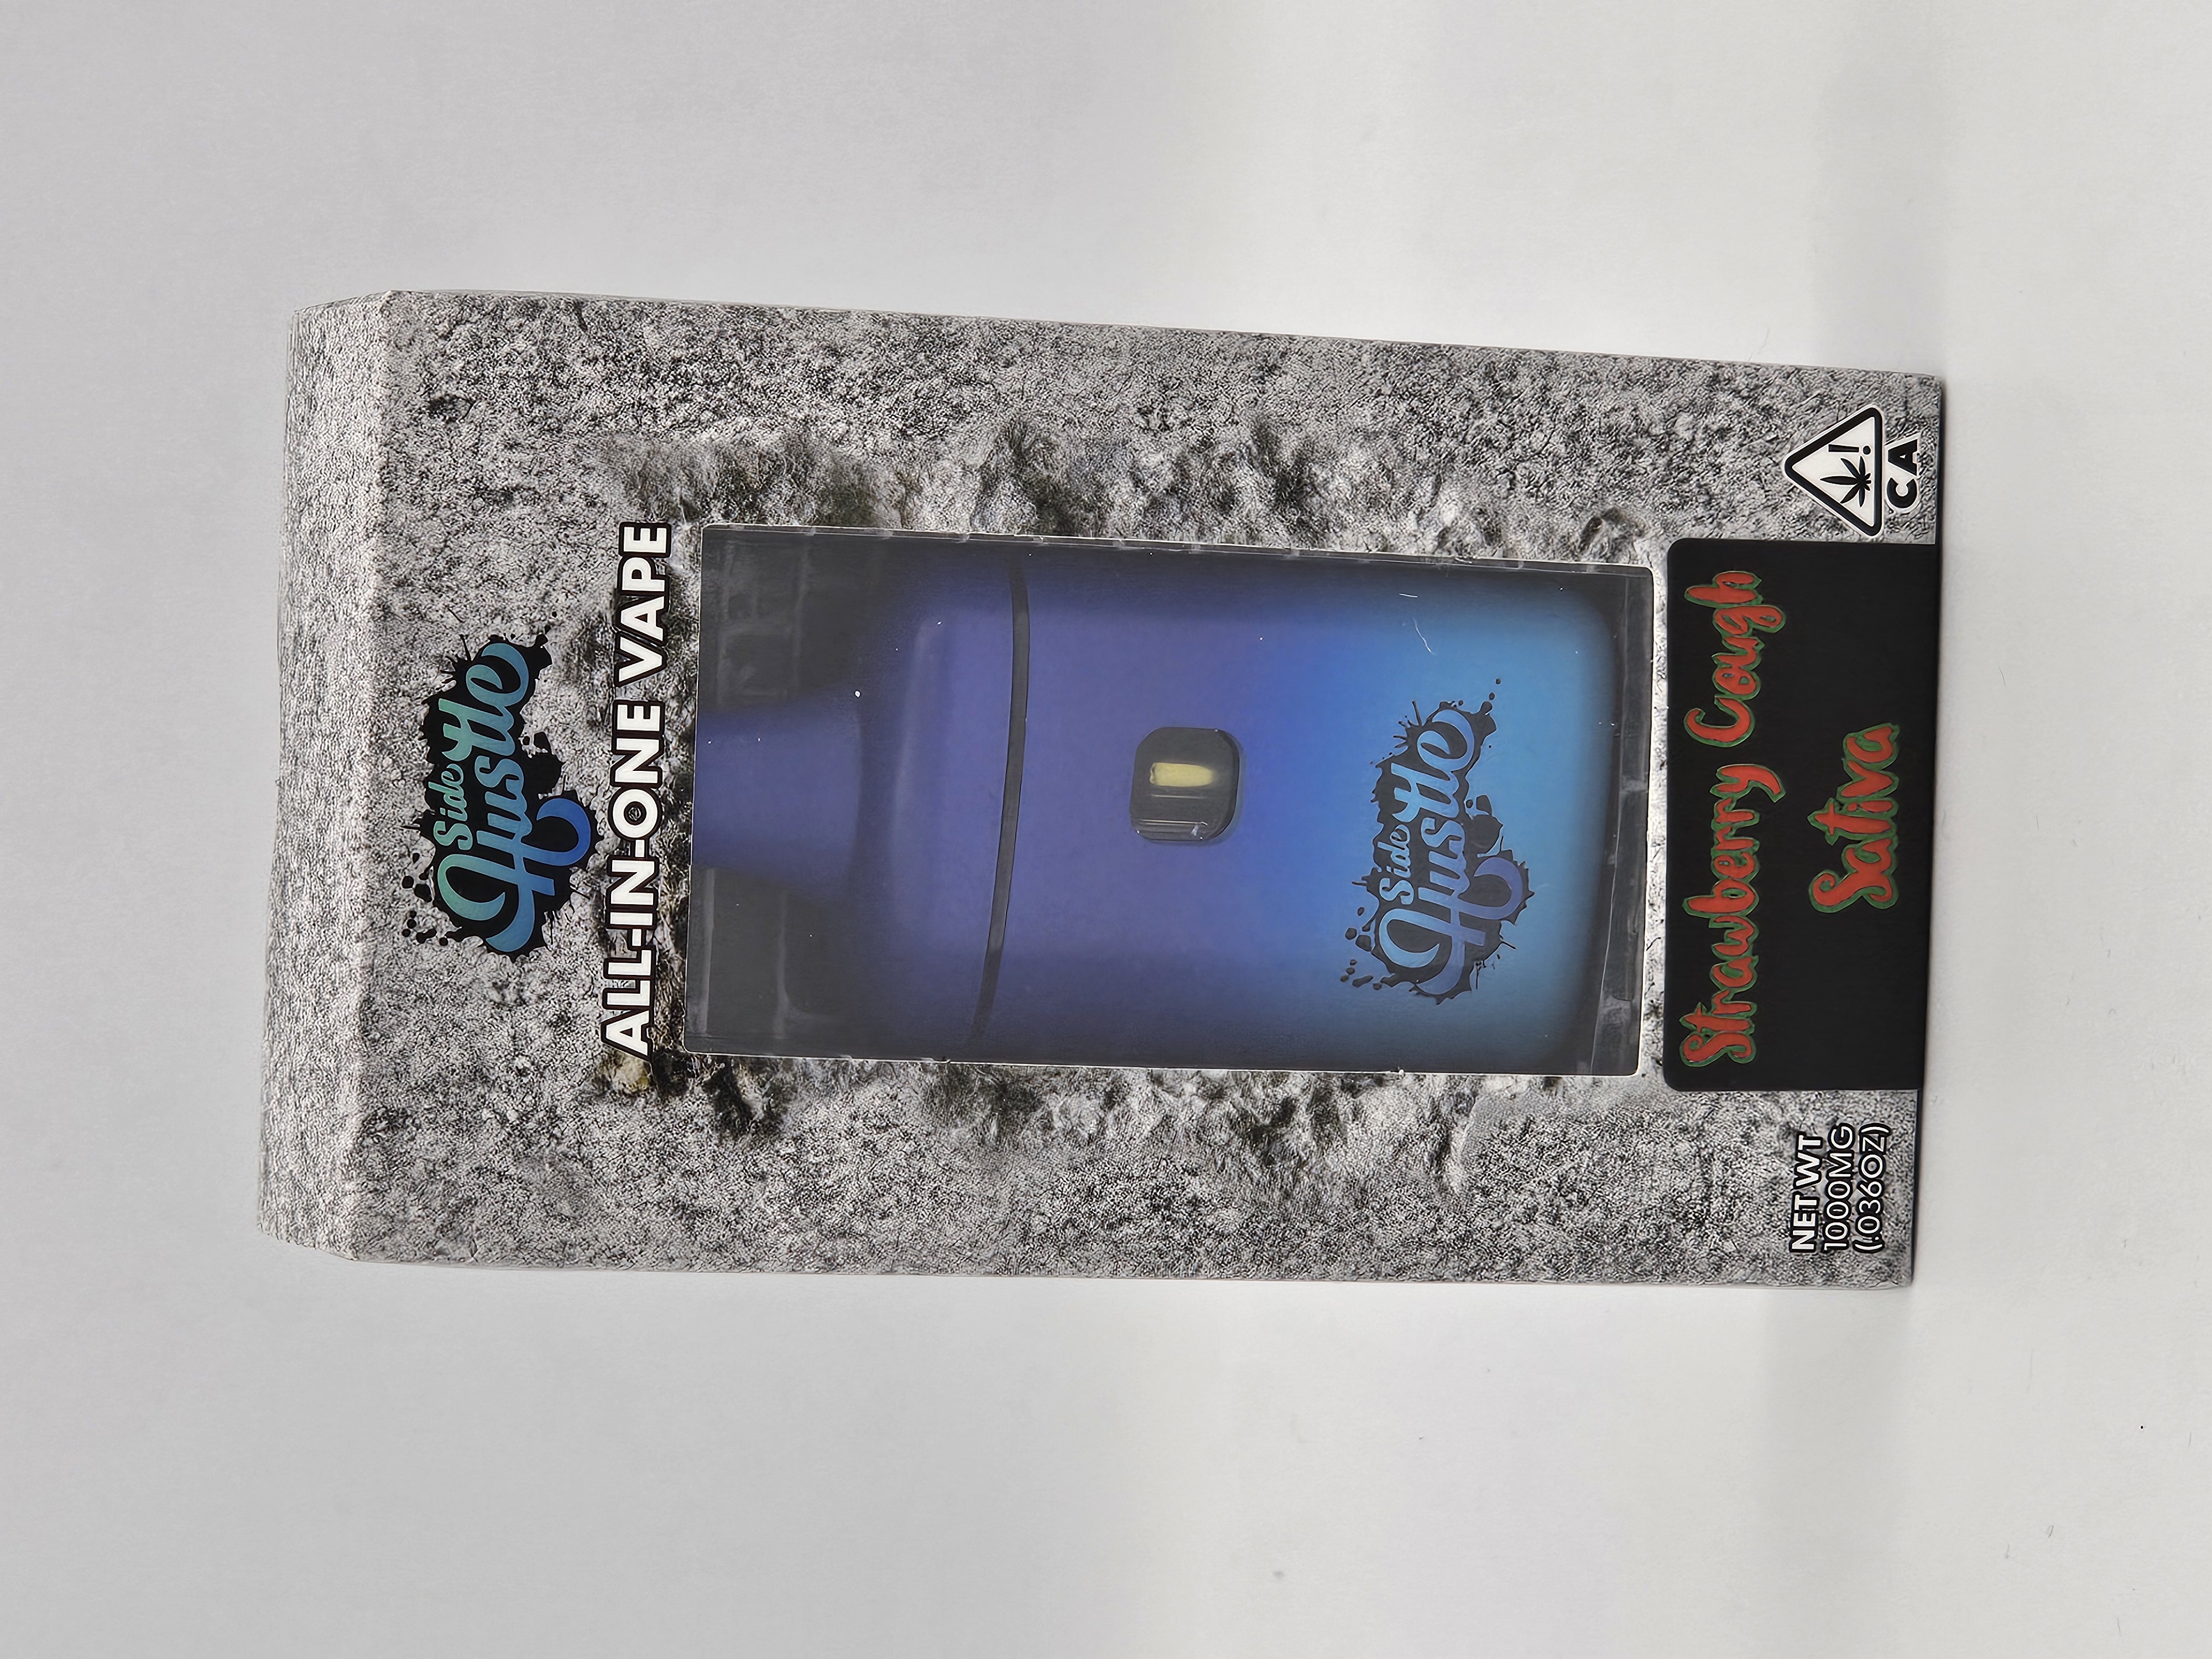 Side
Hustle
ALL-IN-ONE VAPE
Side
Hustle
Strawberry Cough
Sativa
NET WT
1000MG
(.036OZ)
!
CA